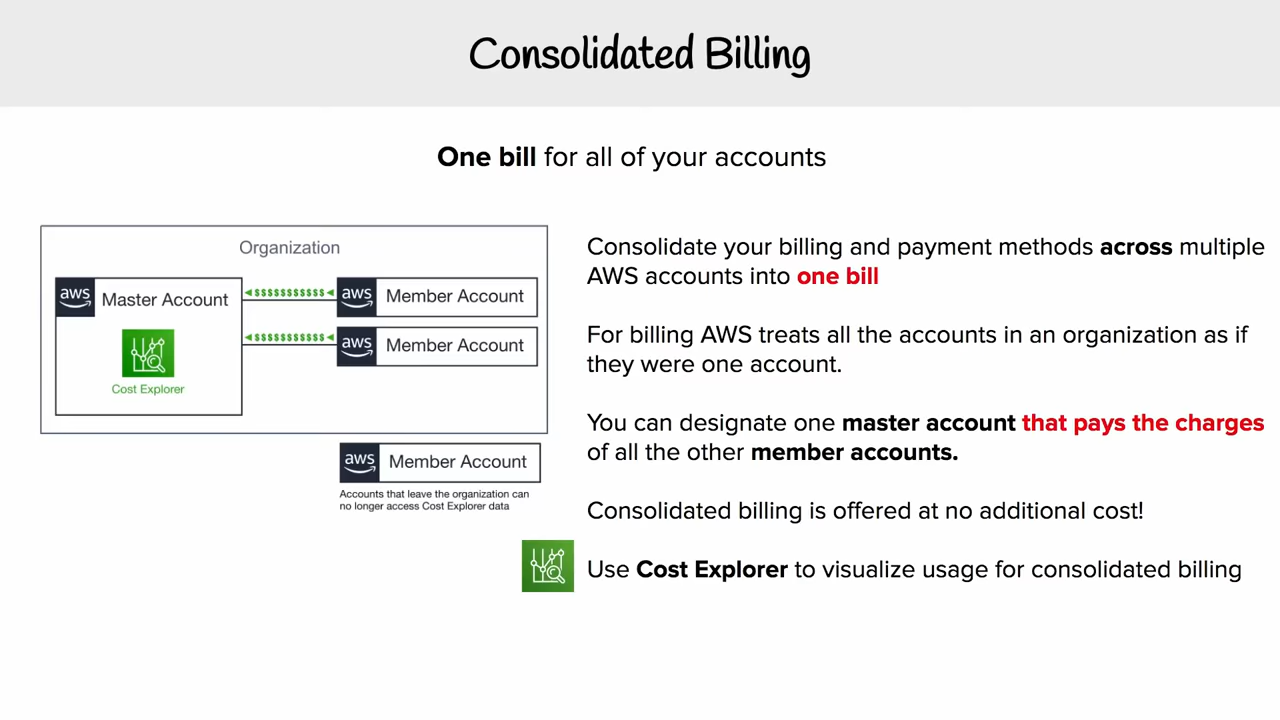 Consolidated Billing
One bill for all of your accounts
Organization
aws Master Account
$$$$$$$$$$$ aws Member Account
$$$$$$$$$$$ aws Member Account
Cost Explorer
aws Member Account
Accounts that leave the organization can
no longer access Cost Explorer data
Consolidate your billing and payment methods across multiple
AWS accounts into one bill
For billing AWS treats all the accounts in an organization as if
they were one account.
You can designate one master account that pays the charges
of all the other member accounts.
Consolidated billing is offered at no additional cost!
Use Cost Explorer to visualize usage for consolidated billing